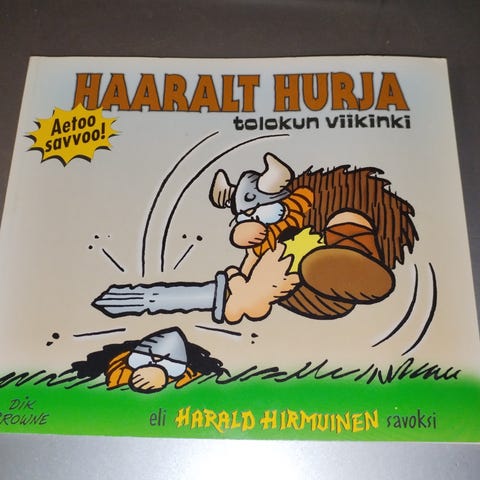 HAARALT HURJA
tolokun viikinki
Aetoo
savvoo!
DIK
BROWNE
eli HARALD HIRMUINEN savoksi